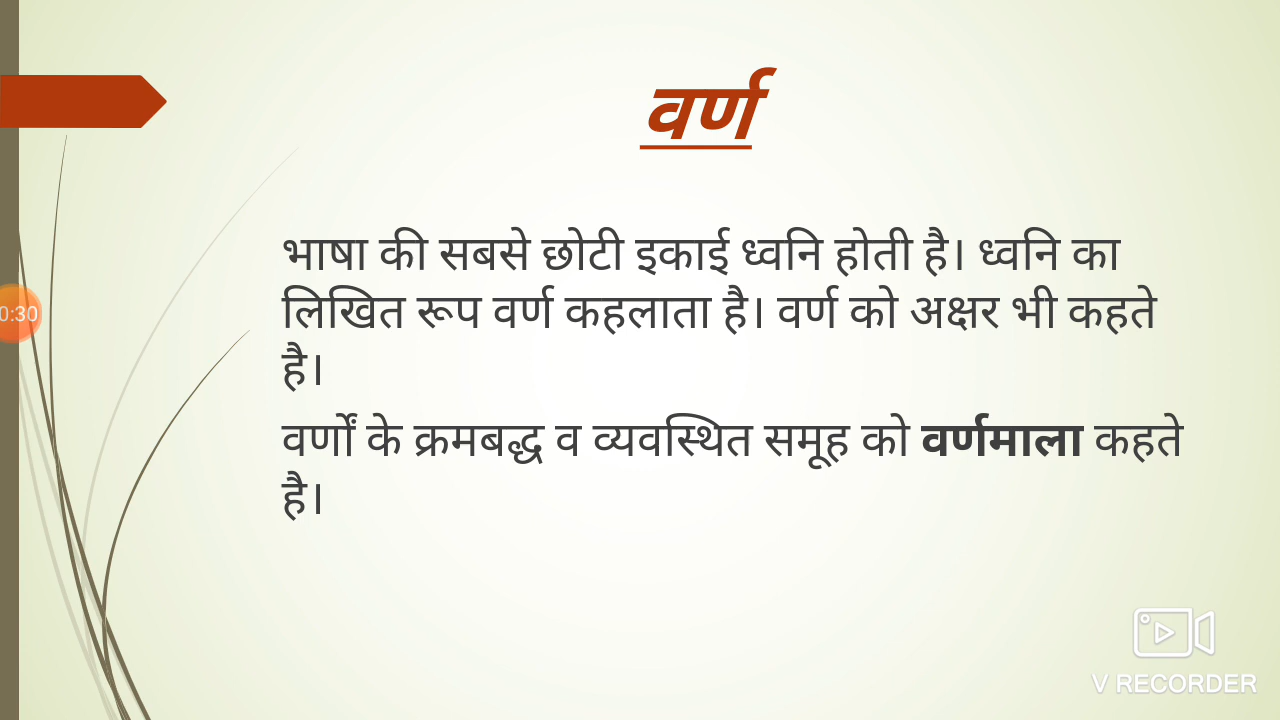 वर्ण
भाषा की सबसे छोटी इकाई ध्वनि होती है। ध्वनि का
लिखित रूप वर्ण कहलाता है। वर्ण को अक्षर भी कहते
है।
वर्णों के क्रमबद्ध व व्यवस्थित समूह को वर्णमाला कहते
है।
0:30
V RECORDER